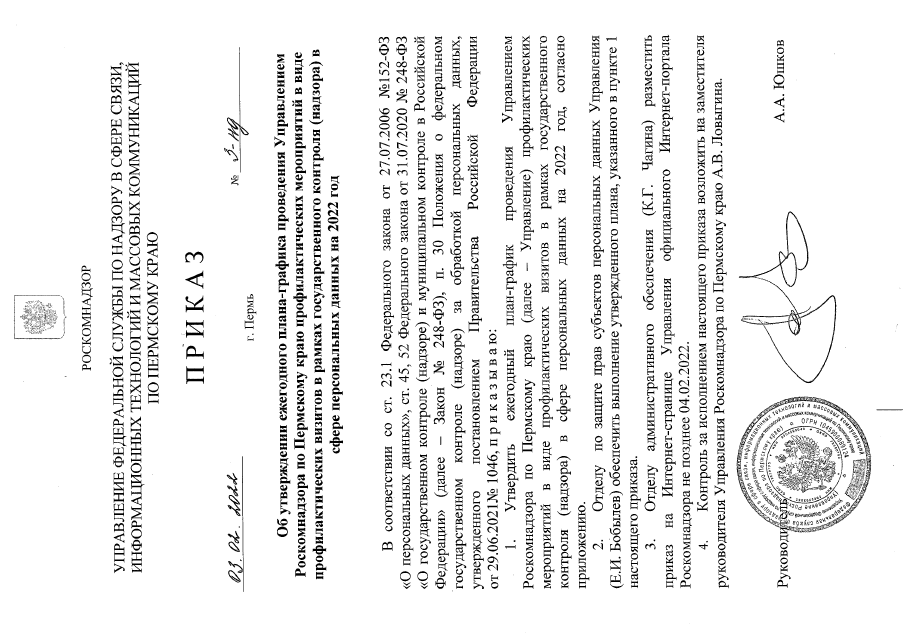 РОСКОМНАДЗОР
УПРАВЛЕНИЕ ФЕДЕРАЛЬНОЙ СЛУЖБЫ ПО НАДЗОРУ В СФЕРЕ СВЯЗИ,
ИНФОРМАЦИОННЫХ ТЕХНОЛОГИЙ И МАССОВЫХ КОММУНИКАЦИЙ
ПО ПЕРМСКОМУ КРАЮ
ПРИКАЗ
03.02.2022 № 3-нд
г. Пермь
Об утверждении ежегодного плана-графика проведения Управлением
Роскомнадзора по Пермскому краю профилактических мероприятий в виде
профилактических визитов в рамках государственного контроля (надзора) в
сфере персональных данных на 2022 год
В соответствии со ст. 23.1 Федерального закона от 27.07.2006 №152-ФЗ
«О персональных данных», ст. 45, 52 Федерального закона от 31.07.2020 № 248-ФЗ
«О государственном контроле (надзоре) и муниципальном контроле в Российской
Федерации» (далее – Закон № 248-ФЗ), п. 30 Положения о федеральном
государственном контроле (надзоре) за обработкой персональных данных,
утвержденного постановлением Правительства Российской Федерации
от 29.06.2021№ 1046, приказываю:
1. Утвердить ежегодный план-график проведения Управлением
Роскомнадзора по Пермскому краю (далее – Управление) профилактических
мероприятий в виде профилактических визитов в рамках государственного
контроля (надзора) в сфере персональных данных на 2022 год, согласно
приложению.
2. Отделу по защите прав субъектов персональных данных Управления
(Е.И. Бобылев) обеспечить выполнение утвержденного плана, указанного в пункте 1
настоящего приказа.
3. Отделу административного обеспечения (К.Г. Чагина) разместить
приказ на Интернет-странице Управления официального Интернет-портала
Роскомнадзора не позднее 04.02.2022.
4. Контроль за исполнением настоящего приказа возложить на заместителя
руководителя Управления Роскомнадзора по Пермскому краю А.В. Ловыгина.
Руководитель А.А. Юшков